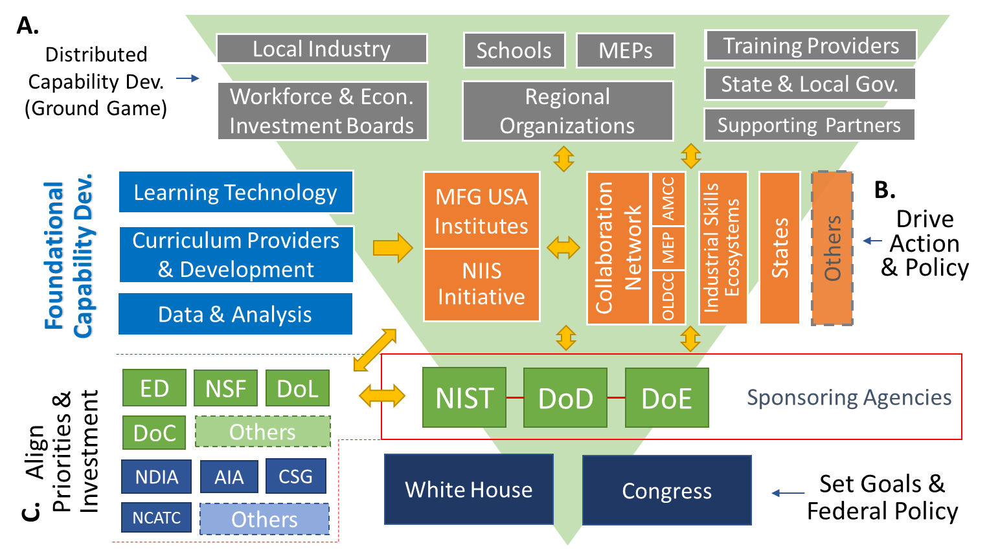 A.
Distributed
Capability Dev.
(Ground Game)
Local Industry
Schools
MEPs
Training Providers
State & Local Gov.
Workforce & Econ.
Investment Boards
Regional
Organizations
Supporting Partners
Foundational
Capability Dev.
Learning Technology
Curriculum Providers
& Development
Data & Analysis
MFG USA
Institutes
NIIS
Initiative
Collaboration
Network
AMCC
MEP
OLDCC
Industrial Skills
Ecosystems
States
Others
B.
Drive
Action
& Policy
C. Align
Priorities &
Investment
ED
NSF
DoL
DoC
Others
NDIA
AIA
CSG
NCATC
Others
NIST
DoD
DoE
Sponsoring Agencies
White House
Congress
Set Goals &
Federal Policy